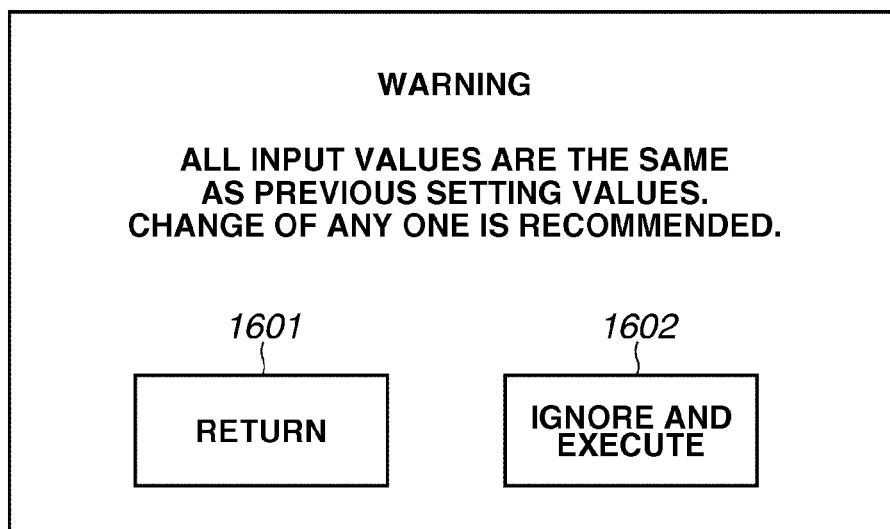 WARNING
ALL INPUT VALUES ARE THE SAME
AS PREVIOUS SETTING VALUES.
CHANGE OF ANY ONE IS RECOMMENDED.
1601
1602
RETURN
IGNORE AND
EXECUTE